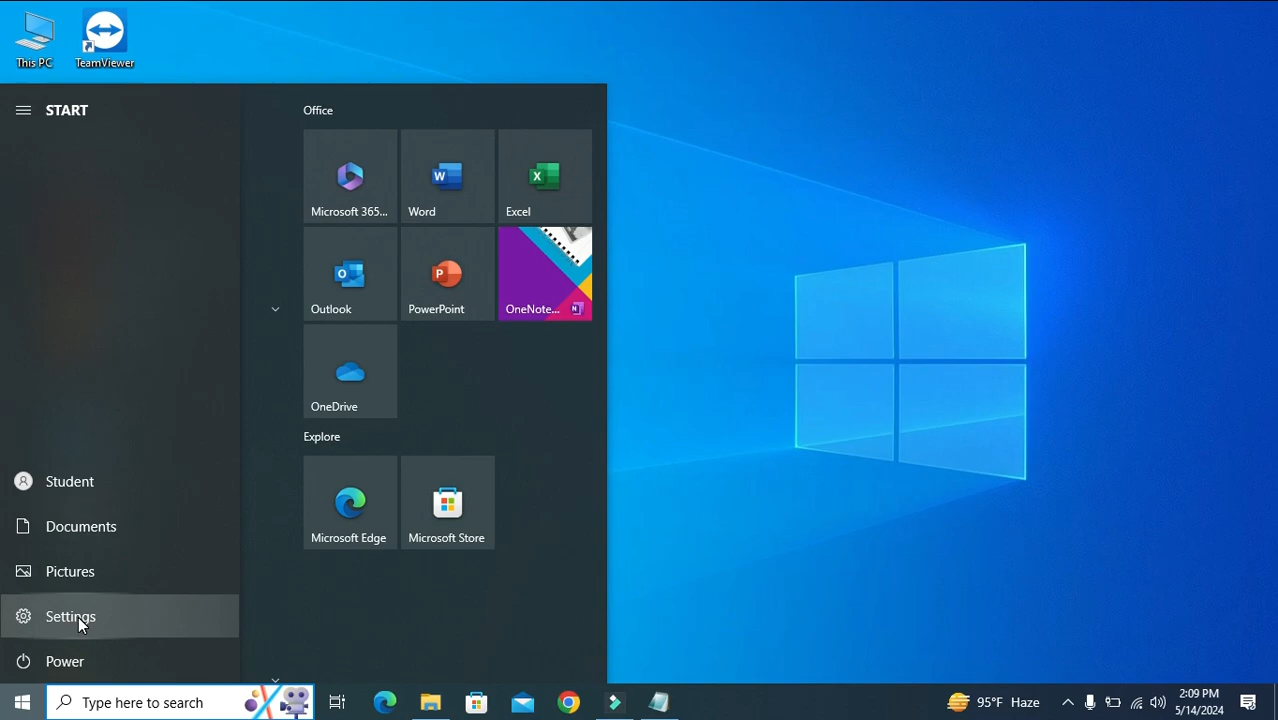 This PC
TeamViewer
START
Office
Microsoft 365...
Word
Excel
Outlook
PowerPoint
OneNote...
OneDrive
Explore
Microsoft Edge
Microsoft Store
Student
Documents
Pictures
Settings
Power
Type here to search
95°F Haze
2:09 PM
5/14/2024